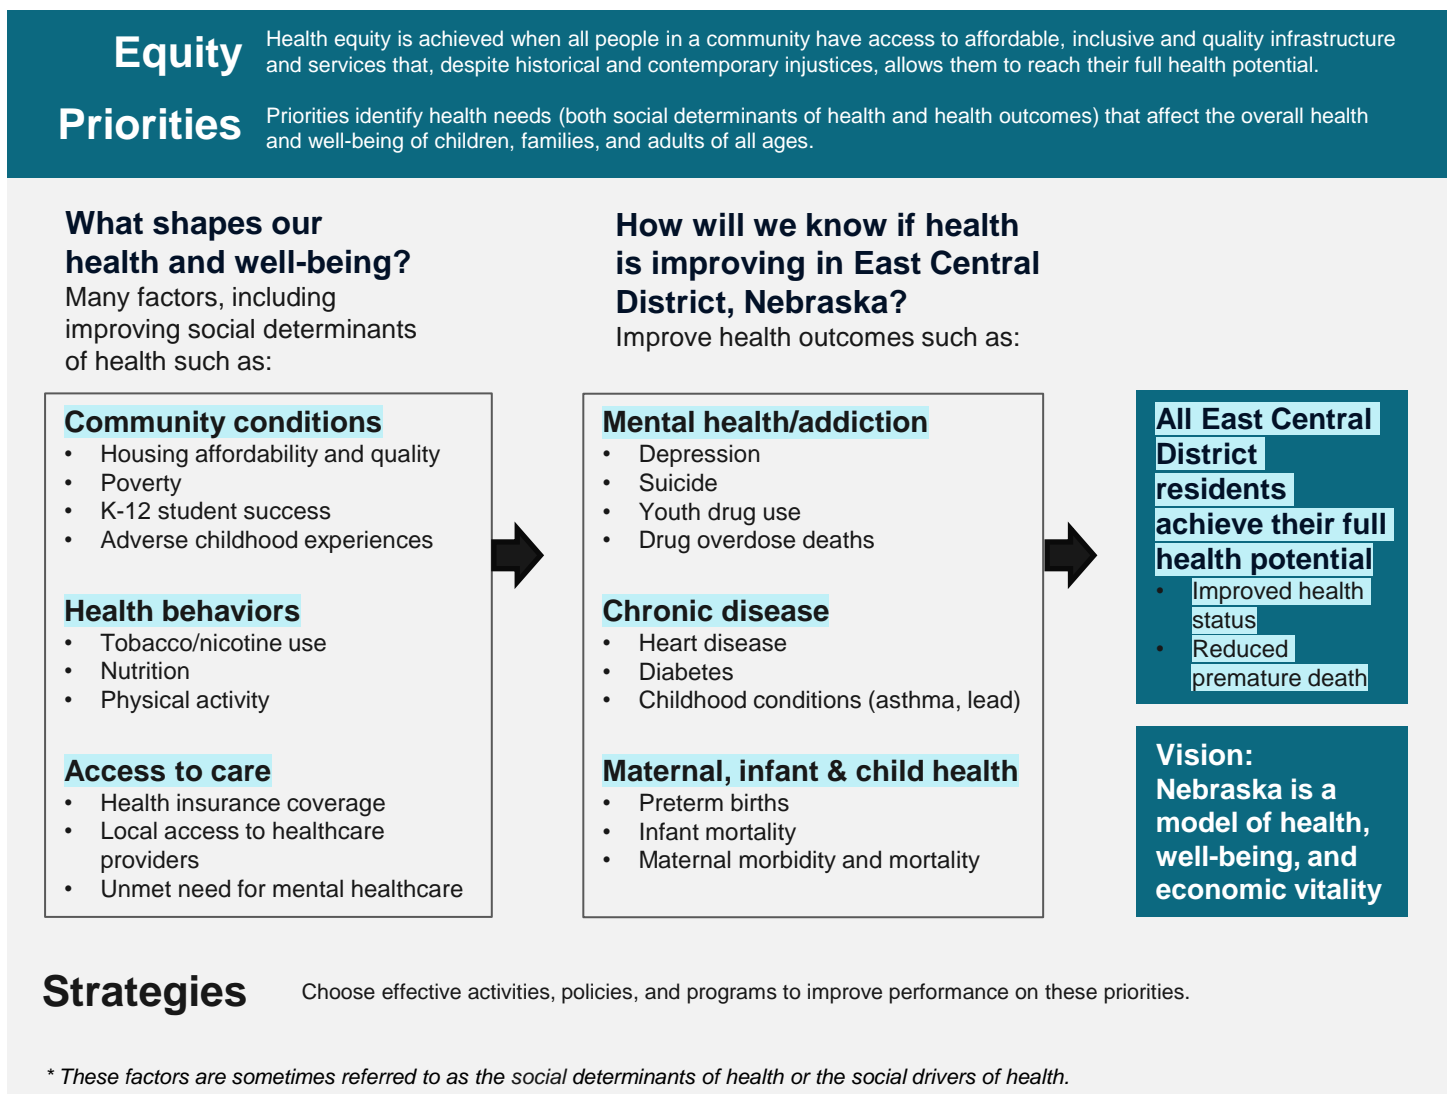 Equity
Health equity is achieved when all people in a community have access to affordable, inclusive and quality infrastructure
and services that, despite historical and contemporary injustices, allows them to reach their full health potential.
Priorities
Priorities identify health needs (both social determinants of health and health outcomes) that affect the overall health
and well-being of children, families, and adults of all ages.
What shapes our
health and well-being?
Many factors, including
improving social determinants
of health such as:
Community conditions
• Housing affordability and quality
• Poverty
• K-12 student success
• Adverse childhood experiences
Health behaviors
• Tobacco/nicotine use
• Nutrition
• Physical activity
Access to care
• Health insurance coverage
• Local access to healthcare
providers
• Unmet need for mental healthcare
How will we know if health
is improving in East Central
District, Nebraska?
Improve health outcomes such as:
Mental health/addiction
• Depression
• Suicide
• Youth drug use
• Drug overdose deaths
Chronic disease
• Heart disease
• Diabetes
• Childhood conditions (asthma, lead)
Maternal, infant & child health
• Preterm births
• Infant mortality
• Maternal morbidity and mortality
All East Central
District
residents
achieve their full
health potential
• Improved health
status
• Reduced
premature death
Vision:
Nebraska is a
model of health,
well-being, and
economic vitality
Strategies
Choose effective activities, policies, and programs to improve performance on these priorities.
* These factors are sometimes referred to as the social determinants of health or the social drivers of health.